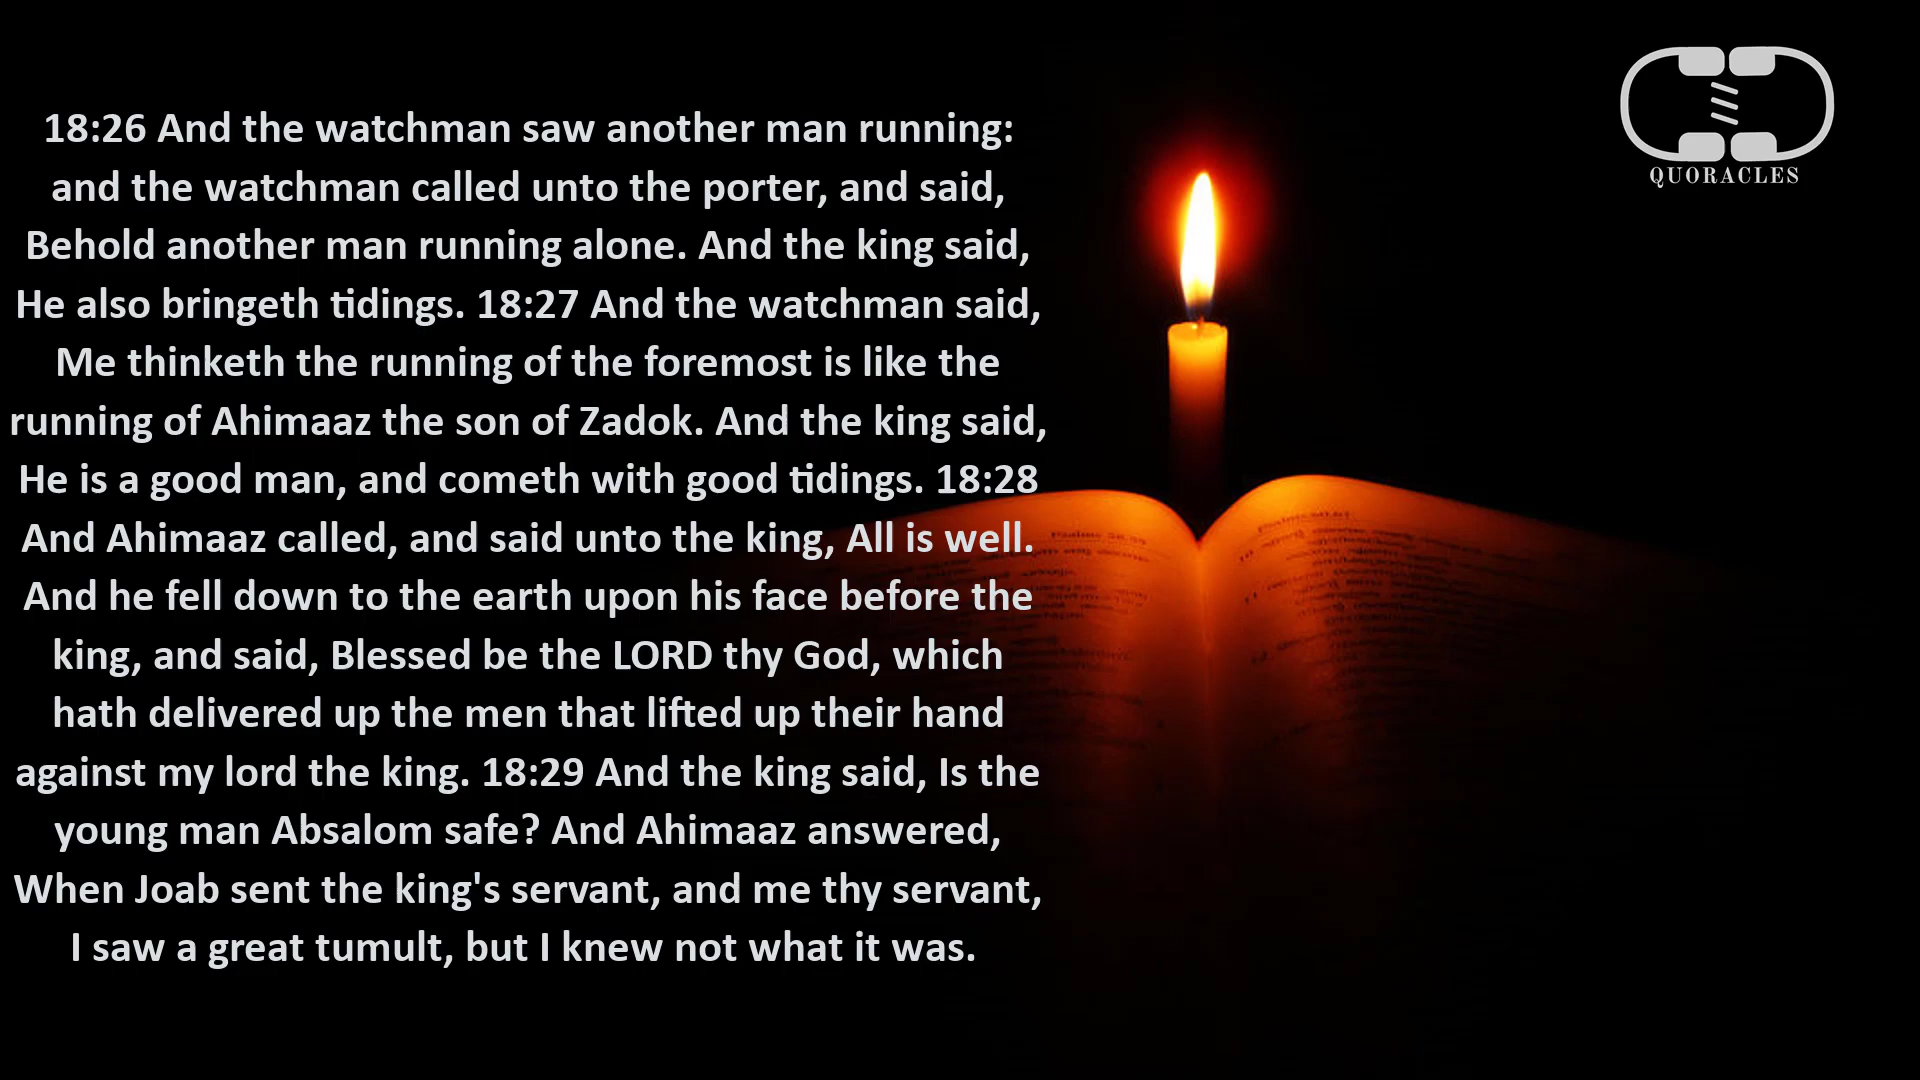 18:26 And the watchman saw another man running:
and the watchman called unto the porter, and said,
Behold another man running alone. And the king said,
He also bringeth tidings. 18:27 And the watchman said,
Me thinketh the running of the foremost is like the
running of Ahimaaz the son of Zadok. And the king said,
He is a good man, and cometh with good tidings. 18:28
And Ahimaaz called, and said unto the king, All is well.
And he fell down to the earth upon his face before the
king, and said, Blessed be the LORD thy God, which
hath delivered up the men that lifted up their hand
against my lord the king. 18:29 And the king said, Is the
young man Absalom safe? And Ahimaaz answered,
When Joab sent the king's servant, and me thy servant,
I saw a great tumult, but I knew not what it was.
QUORACLES